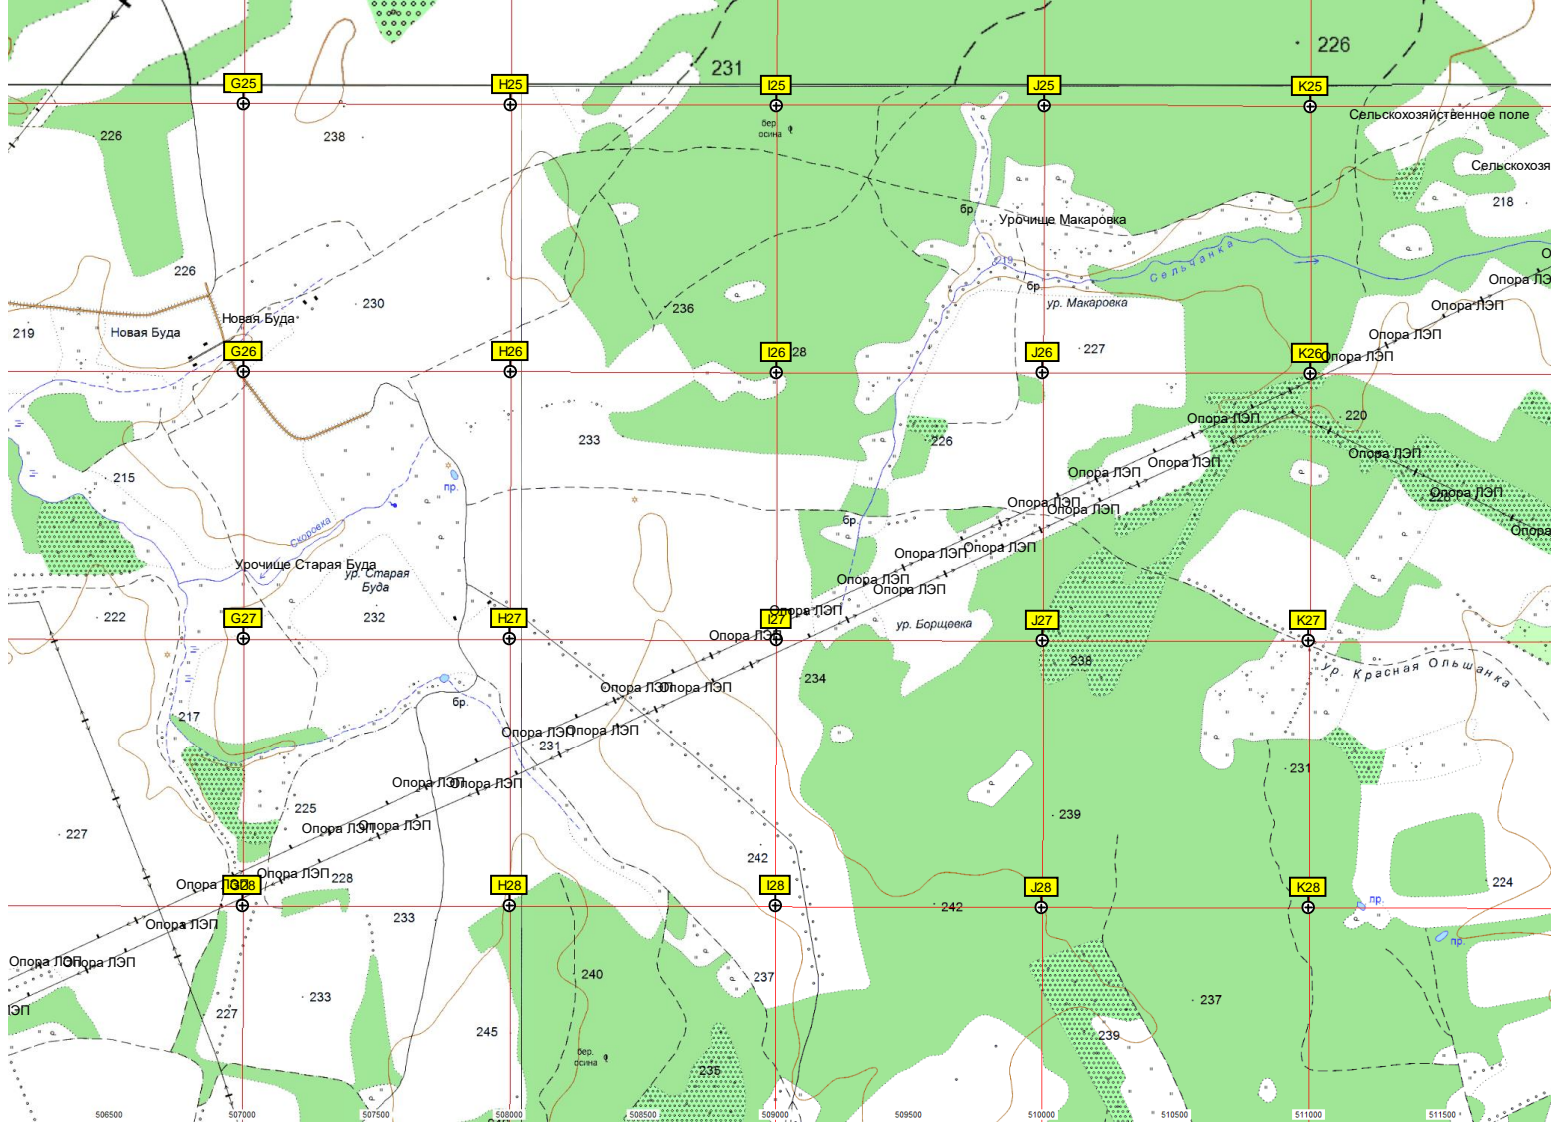 226
231
G25
H25
I25
J25
K25
Сельскохозяйственное поле
226
238
бер.
осина
Сельскохозя
218
бр.
Урочище Макаровка
Сельчанка
219
226
230
236
бр.
ур. Макаровка
О
Опора ЛЭ
Опора ЛЭП
219
Новая Буда
Новая Буда
Опора ЛЭП
G26
H26
I26
28
J26
227
K26
Опора ЛЭП
220
Опора ЛЭП
233
226
Опора ЛЭП
Опора ЛЭП
Опора ЛЭП
215
пр.
Опора ЛЭП
Опора ЛЭП
Опора ЛЭП
бр.
Скоровка
Опора
Опора ЛЭП
Опора ЛЭП
Урочище Старая Буда
ур. Старая
Буда
Опора ЛЭП
Опора ЛЭП
222
G27
232
H27
Опора ЛЭП
I27
ур. Борщевка
J27
K27
Опора ЛЭП
238
ур. Красная Ольшанка
234
Опора ЛЭП
Опора ЛЭП
бр.
217
Опора ЛЭП
Опора ЛЭП
231
231
Опора ЛЭП
Опора ЛЭП
225
239
227
Опора ЛЭП
Опора ЛЭП
242
Опора ЛЭП
228
Опора ЛЭП
G28
H28
I28
J28
K28
224
пр.
242
233
Опора ЛЭП
пр.
Опора ЛЭП
Опора ЛЭП
240
237
233
237
ЛЭП
227
245
239
бер.
осина
235
506500
507000
507500
508000
508500
509000
509500
510000
510500
511000
511500